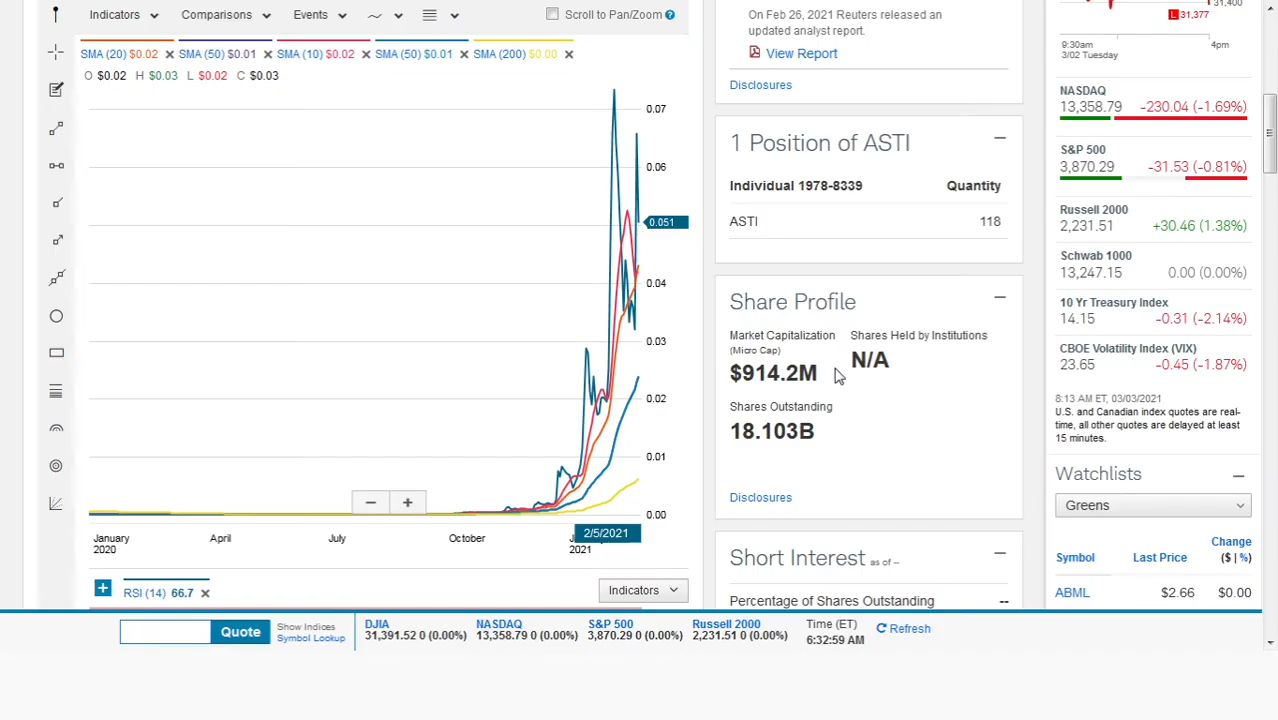 Indicators Comparisons Events Scroll to Pan/Zoom ?
SMA (20) $0.02 × SMA (50) $0.01 × SMA (10) $0.02 × SMA (50) $0.01 × SMA (200) $0.00 ×
O $0.02 H $0.03 L $0.02 C $0.03
0.07
0.06
0.051
0.04
0.03
0.02
0.01
0.00
− +
2/5/2021
January
2020
April
July
October
2021
+ RSI (14) 66.7 ×
Indicators
On Feb 26, 2021 Reuters released an
updated analyst report.
View Report
Disclosures
1 Position of ASTI
Individual 1978-8339 Quantity
ASTI 118
Share Profile
Market Capitalization
(Micro Cap)
$914.2M
Shares Held by Institutions
N/A
Shares Outstanding
18.103B
Disclosures
Short Interest as of --
Percentage of Shares Outstanding --
31,400
L 31,377
9:30am 4pm
3/02 Tuesday
NASDAQ
13,358.79 -230.04 (-1.69%)
S&P 500
3,870.29 -31.53 (-0.81%)
Russell 2000
2,231.51 +30.46 (1.38%)
Schwab 1000
13,247.15 0.00 (0.00%)
10 Yr Treasury Index
14.15 -0.31 (-2.14%)
CBOE Volatility Index (VIX)
23.65 -0.45 (-1.87%)
8:13 AM ET, 03/03/2021
U.S. and Canadian index quotes are real-
time, all other quotes are delayed at least
15 minutes.
Watchlists
Greens
Symbol Last Price Change
($ | %)
ABML $2.66 $0.00
Quote
Show Indices
Symbol Lookup
DJIA
31,391.52 0 (0.00%)
NASDAQ
13,358.79 0 (0.00%)
S&P 500
3,870.29 0 (0.00%)
Russell 2000
2,231.51 0 (0.00%)
Time (ET)
6:32:59 AM
Refresh